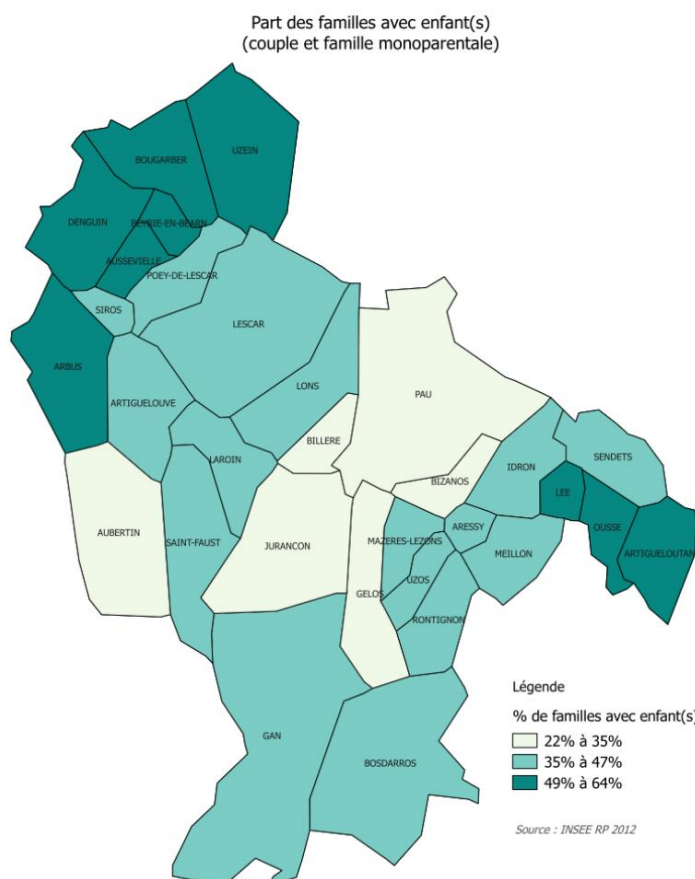 Part des familles avec enfant(s)
(couple et famille monoparentale)
UZEIN
BOUGARBER
DENGUIN
BEYRIE-EN-BEARN
AUSSEVIELLE
POEY-DE-LESCAR
SIROS
LESCAR
ARBUS
LONS
PAU
ARTIGUELOUVE
BILLERE
LAROIN
IDRON
SENDETS
BIZANOS
LEE
AUBERTIN
SAINT-FAUST
JURANCON
MAZERES-LEZONS
ARESSY
OUSSE
MEILLON
ARTIGUELOUTAN
UZOS
GELOS
RONTIGNON
GAN
BOSDARROS
Légende
% de familles avec enfant(s)
22% à 35%
35% à 47%
49% à 64%
Source : INSEE RP 2012